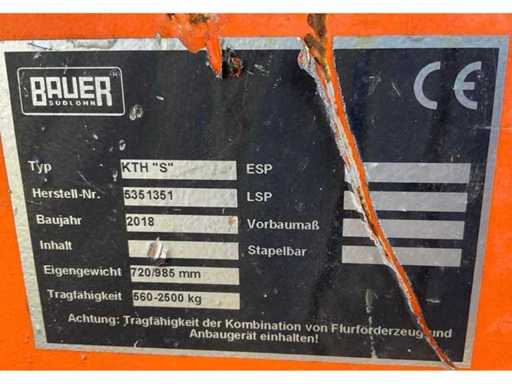 BAUER
SÜDLOHN
CE
Typ KTH "S" ESP
Herstell-Nr. 5351351 LSP
Baujahr 2018 Vorbaumaß
Inhalt Stapelbar
Eigengewicht 720/985 mm
Tragfähigkeit 560-2500 kg
Achtung: Tragfähigkeit der Kombination von Flurförderzeug und
Anbaugerät einhalten!